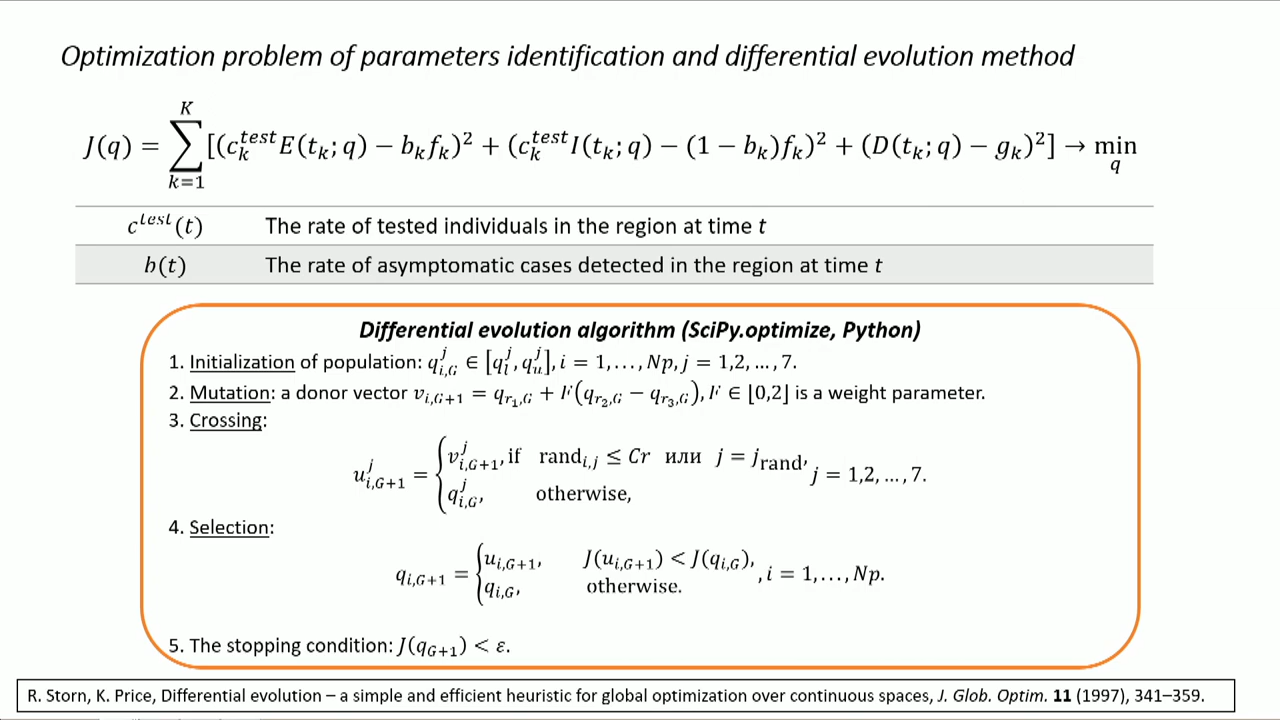 Optimization problem of parameters identification and differential evolution method
J(q) = \sum_{k=1}^{K} [(c_k^{test} E(t_k; q) − b_k f_k)^2 + (c_k^{test} I(t_k; q) − (1 − b_k) f_k)^2 + (D(t_k; q) − g_k)^2] → \min_q
c^{test}(t) The rate of tested individuals in the region at time t
b(t) The rate of asymptomatic cases detected in the region at time t
Differential evolution algorithm (SciPy.optimize, Python)
1. Initialization of population: q_{i,G}^j ∈ [q_l^j, q_u^j], i = 1,…, Np, j = 1,2, …, 7.
2. Mutation: a donor vector v_{i,G+1} = q_{r_1,G} + F(q_{r_2,G} − q_{r_3,G}), F ∈ [0,2] is a weight parameter.
3. Crossing:
u_{i,G+1}^j = { v_{i,G+1}^j, if rand_{i,j} ≤ Cr или j = j_{rand},
q_{i,G}^j, otherwise, j = 1,2, …, 7.
4. Selection:
q_{i,G+1} = { u_{i,G+1}, J(u_{i,G+1}) < J(q_{i,G}),
q_{i,G}, otherwise. , i = 1,…, Np.
5. The stopping condition: J(q_{G+1}) < ε.
R. Storn, K. Price, Differential evolution – a simple and efficient heuristic for global optimization over continuous spaces, J. Glob. Optim. 11 (1997), 341–359.